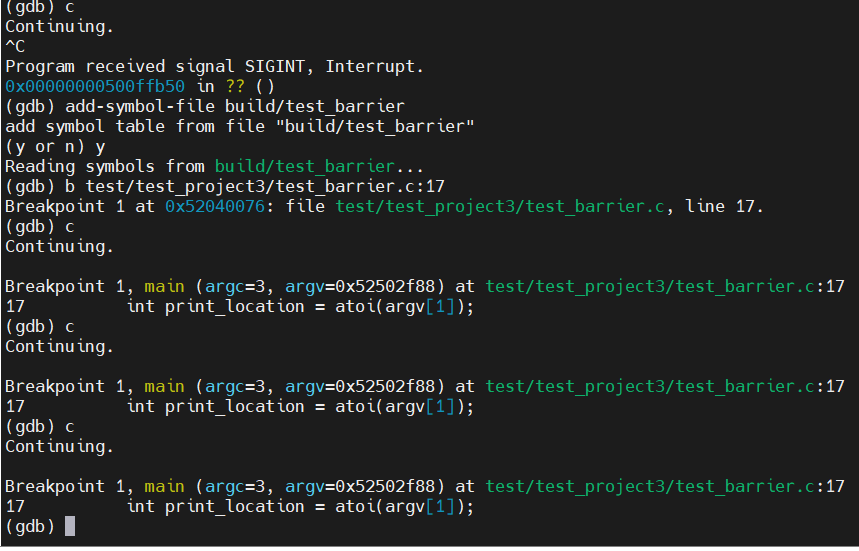 (gdb) c
Continuing.
^C
Program received signal SIGINT, Interrupt.
0x00000000500ffb50 in ?? ()
(gdb) add-symbol-file build/test_barrier
add symbol table from file "build/test_barrier"
(y or n) y
Reading symbols from build/test_barrier...
(gdb) b test/test_project3/test_barrier.c:17
Breakpoint 1 at 0x52040076: file test/test_project3/test_barrier.c, line 17.
(gdb) c
Continuing.

Breakpoint 1, main (argc=3, argv=0x52502f88) at test/test_project3/test_barrier.c:17
17          int print_location = atoi(argv[1]);
(gdb) c
Continuing.

Breakpoint 1, main (argc=3, argv=0x52502f88) at test/test_project3/test_barrier.c:17
17          int print_location = atoi(argv[1]);
(gdb) c
Continuing.

Breakpoint 1, main (argc=3, argv=0x52502f88) at test/test_project3/test_barrier.c:17
17          int print_location = atoi(argv[1]);
(gdb)